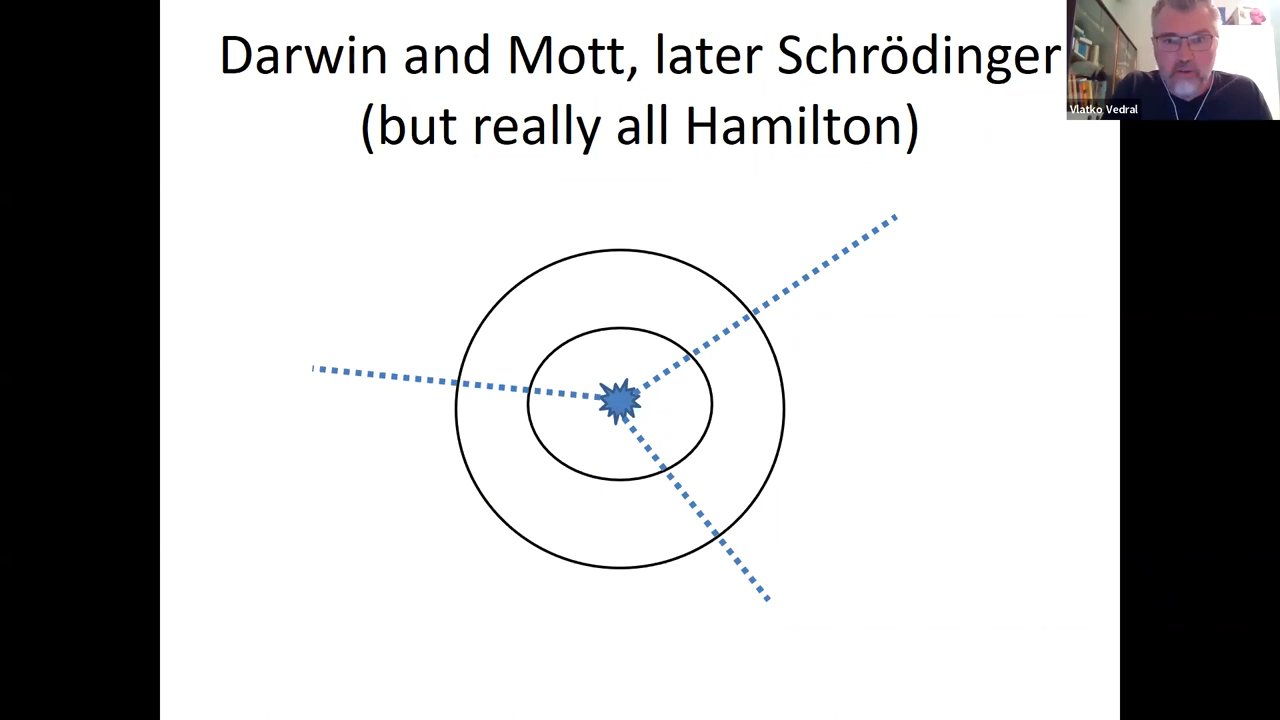 Darwin and Mott, later Schrödinger
(but really all Hamilton)
Vlatko Vedral